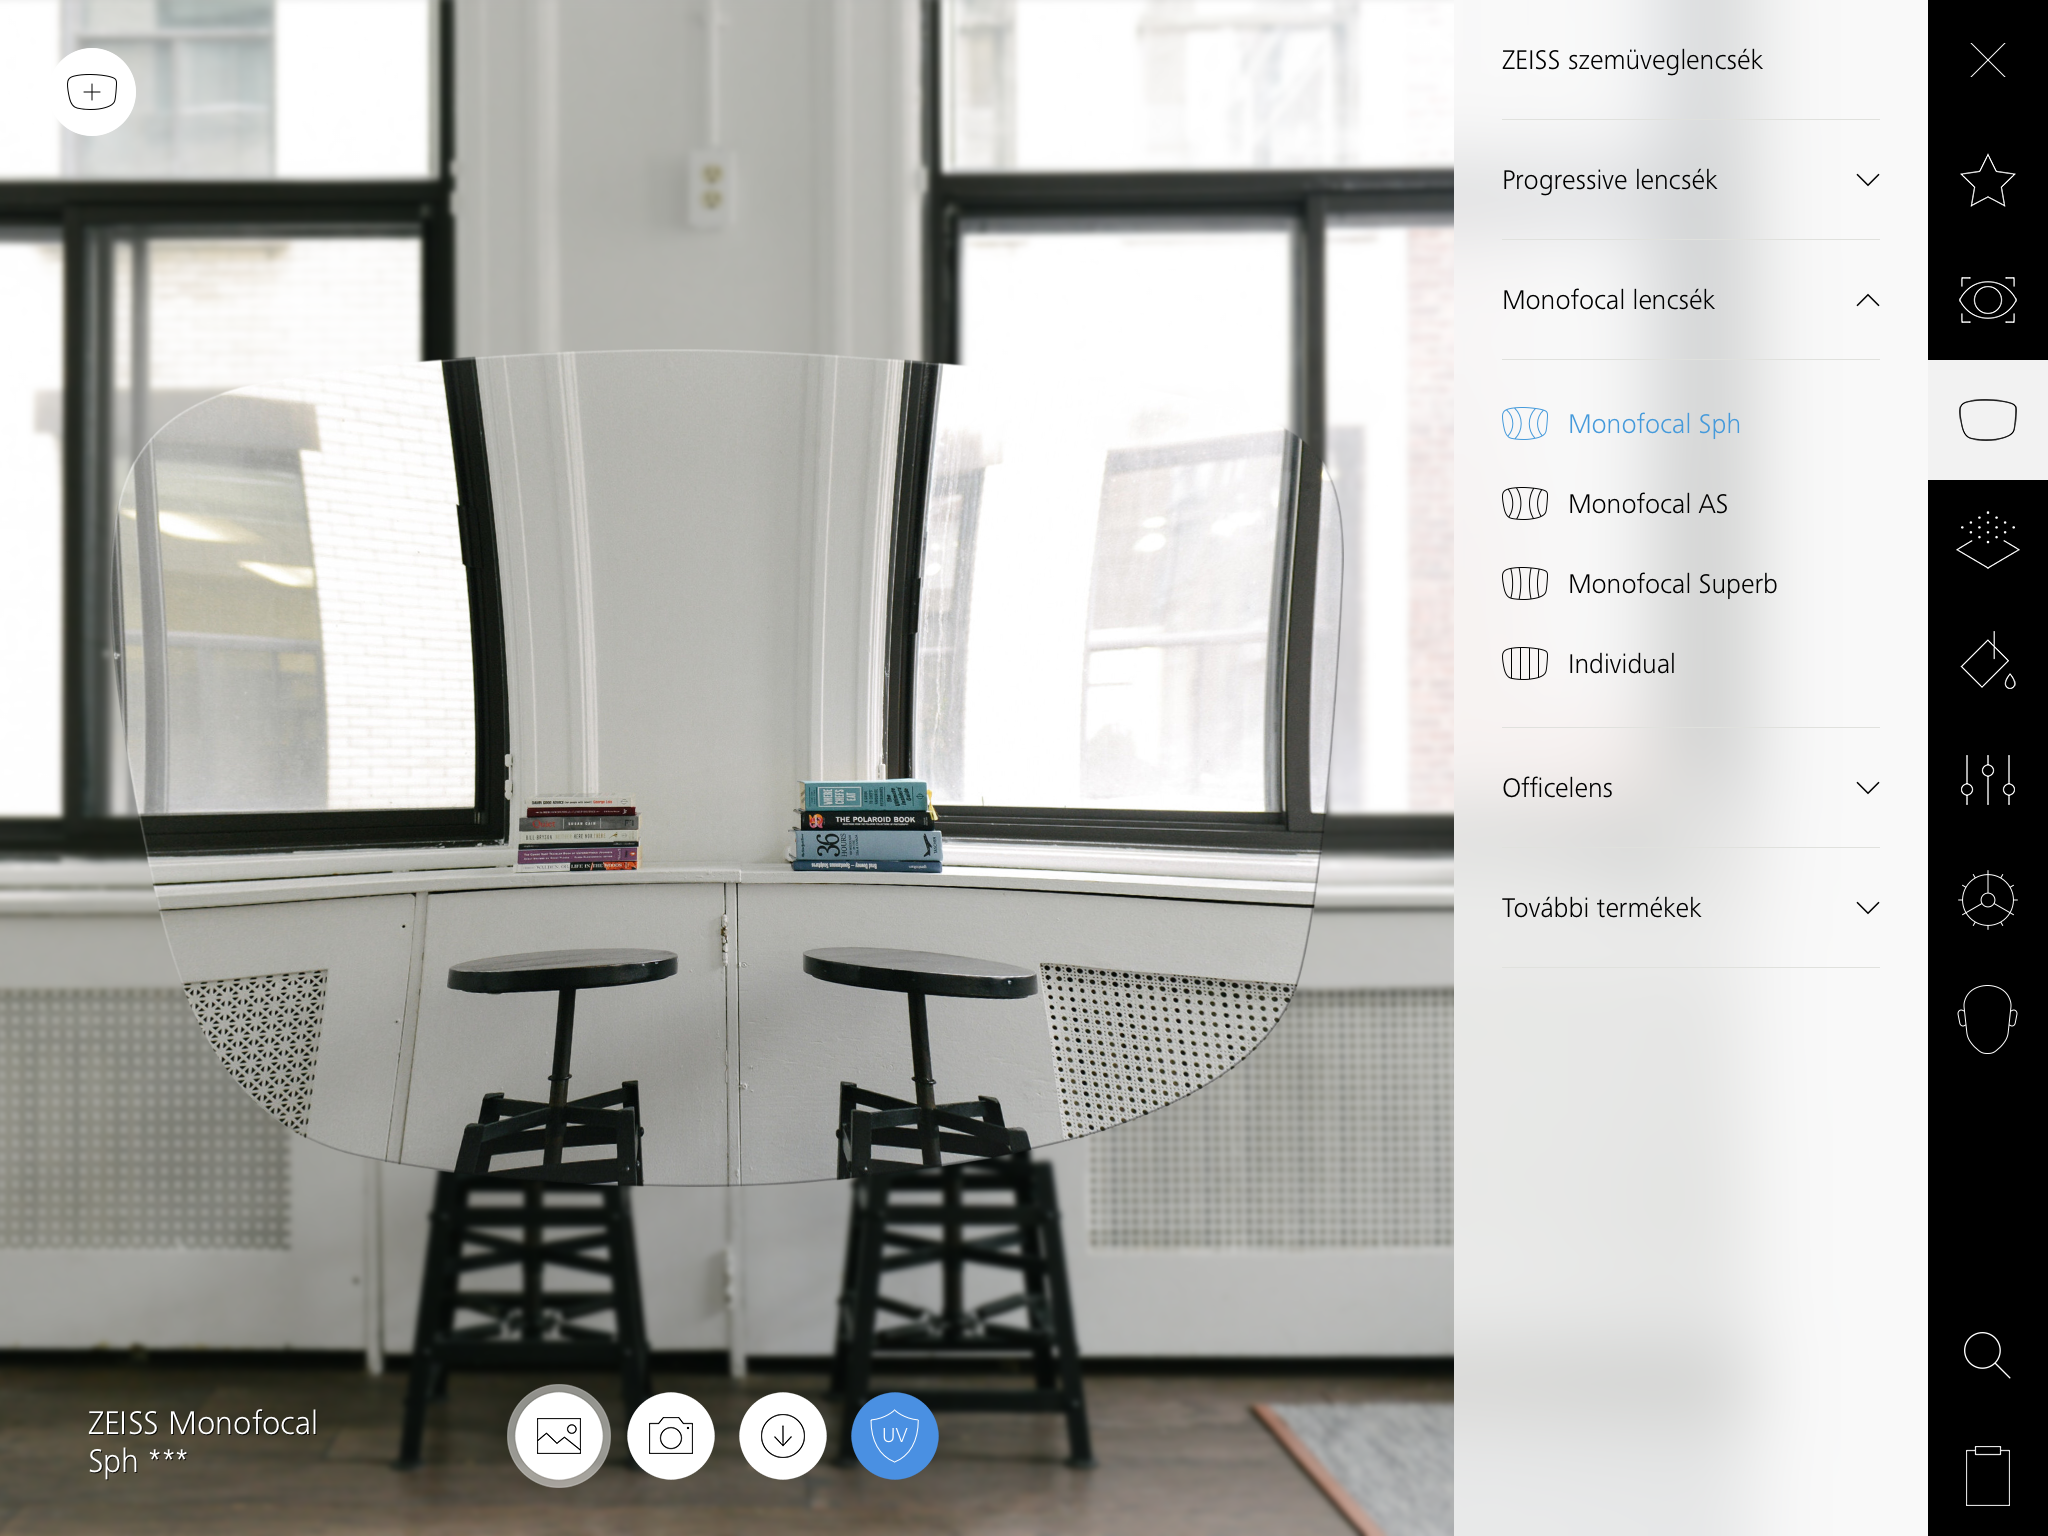 ZEISS szemüveglencsék
Progressive lencsék
Monofocal lencsék
Monofocal Sph
Monofocal AS
Monofocal Superb
Individual
Officelens
További termékek
THE POLAROID BOOK
36
HOURS
ZEISS Monofocal
Sph ***
UV